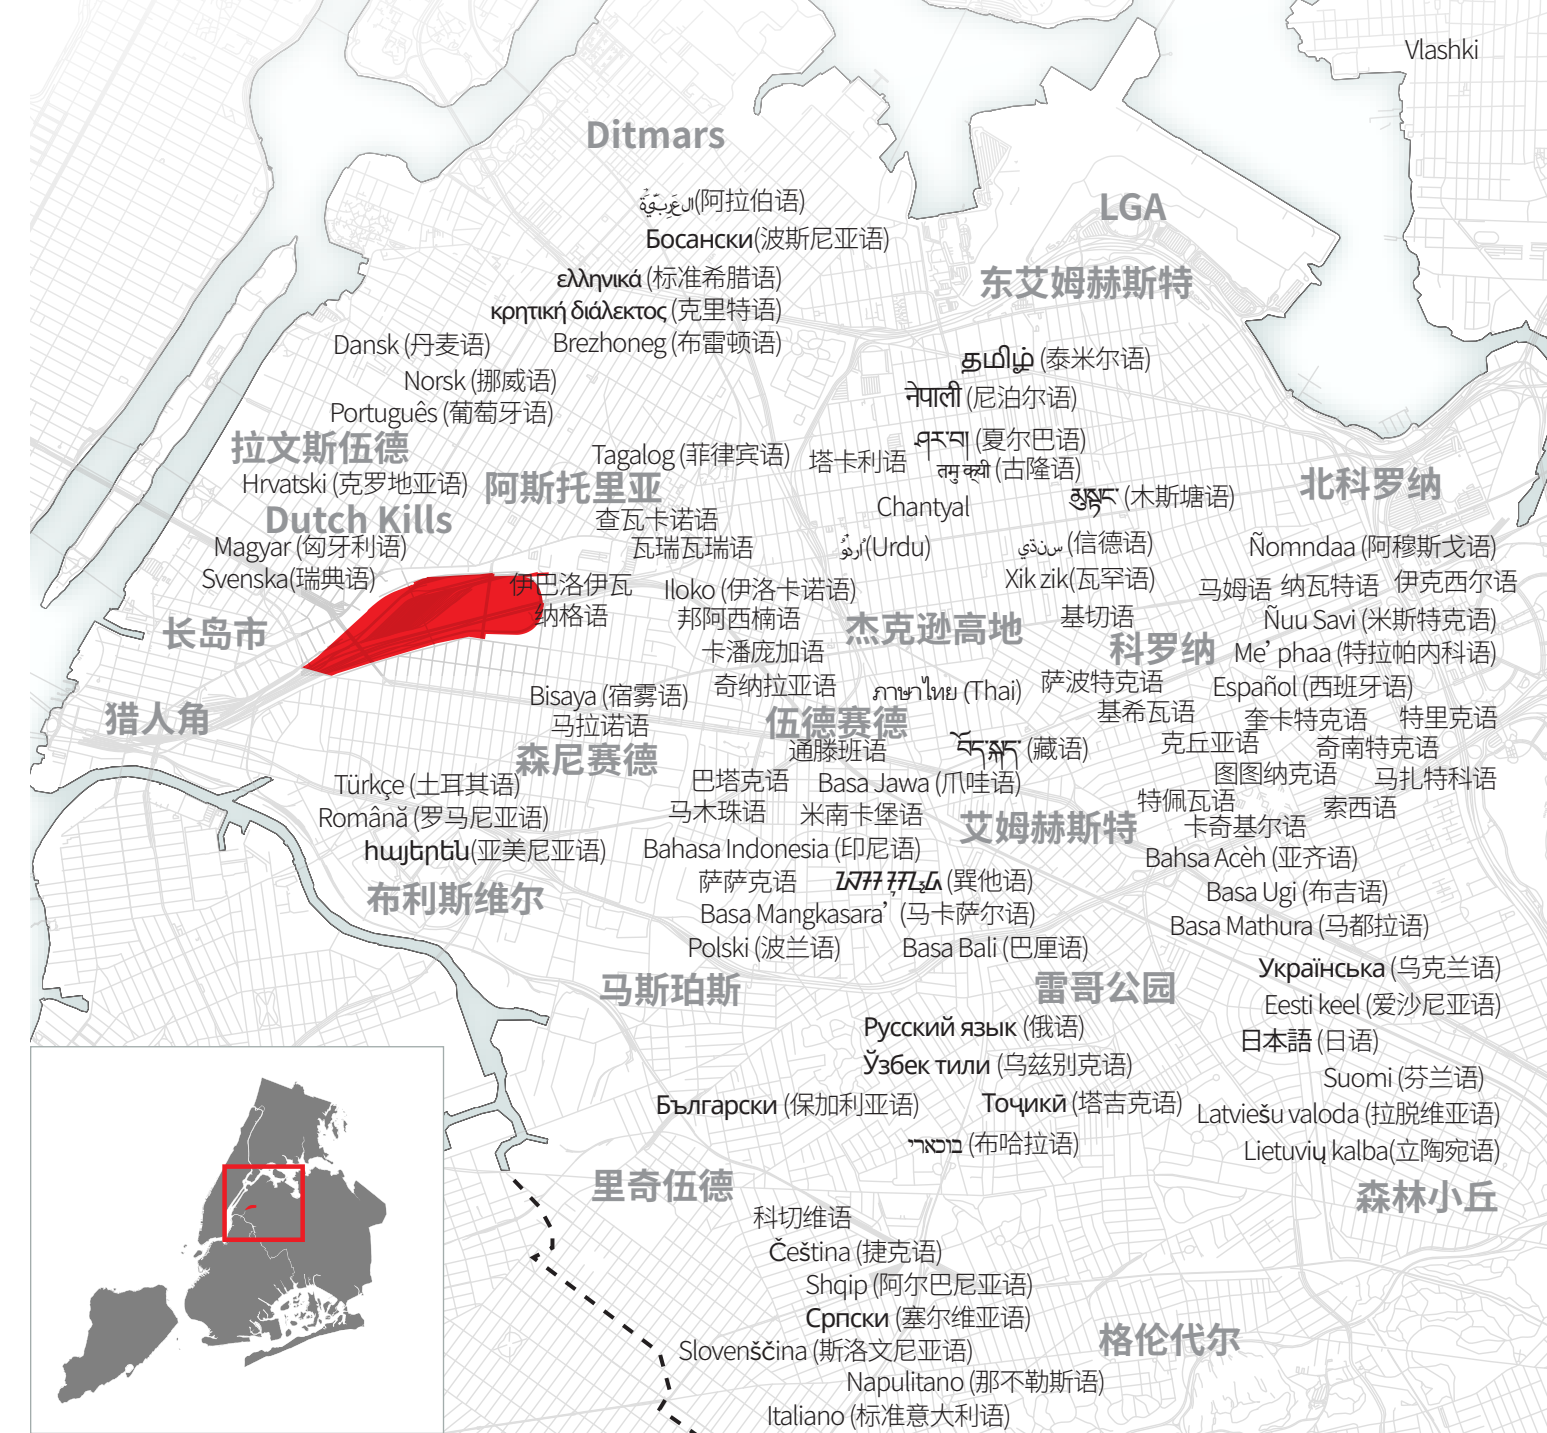 Vlashki
Ditmars
العَرَبِيَّة(阿拉伯语)
LGA
Босански(波斯尼亚语)
ελληνικά (标准希腊语)
东艾姆赫斯特
κρητική διάλεκτος (克里特语)
Dansk (丹麦语)
Brezhoneg (布雷顿语)
தமிழ் (泰米尔语)
Norsk (挪威语)
नेपाली (尼泊尔语)
Português (葡萄牙语)
拉文斯伍德
ཤར་པ། (夏尔巴语)
Tagalog (菲律宾语)
塔卡利语
तमु क्यी (古隆语)
Hrvatski (克罗地亚语)
阿斯托里亚
北科罗纳
Chantyal
མུསྟང་ (木斯塘语)
Dutch Kills
查瓦卡诺语
Magyar (匈牙利语)
瓦瑞瓦瑞语
اُردُو(Urdu)
سنڌي (信德语)
Ñomndaa (阿穆斯戈语)
Svenska(瑞典语)
伊巴洛伊瓦
纳格语
Iloko (伊洛卡诺语)
Xik zik(瓦罕语)
马姆语 纳瓦特语 伊克西尔语
邦阿西楠语
基切语
Ñuu Savi (米斯特克语)
长岛市
杰克逊高地
科罗纳
卡潘庞加语
Me’ phaa (特拉帕内科语)
Bisaya (宿雾语)
奇纳拉亚语
ภาษาไทย (Thai)
萨波特克语
Español (西班牙语)
猎人角
马拉诺语
伍德赛德
基希瓦语
奎卡特克语
特里克语
森尼赛德
通滕班语
བོད་སྐད་ (藏语)
克丘亚语
奇南特克语
Türkçe (土耳其语)
巴塔克语
Basa Jawa (爪哇语)
图图纳克语
马扎特科语
Română (罗马尼亚语)
马木珠语
米南卡堡语
艾姆赫斯特
特佩瓦语
索西语
卡奇基尔语
հայերեն(亚美尼亚语)
Bahasa Indonesia (印尼语)
Bahsa Acèh (亚齐语)
布利斯维尔
萨萨克语
(巽他语)
Basa Ugi (布吉语)
Basa Mangkasara’ (马卡萨尔语)
Basa Mathura (马都拉语)
Polski (波兰语)
Basa Bali (巴厘语)
马斯珀斯
雷哥公园
Українська (乌克兰语)
Eesti keel (爱沙尼亚语)
Русский язык (俄语)
日本語 (日语)
Ўзбек тили (乌兹别克语)
Suomi (芬兰语)
Български (保加利亚语)
Тоҷикӣ (塔吉克语)
Latviešu valoda (拉脱维亚语)
בוכארי (布哈拉语)
Lietuvių kalba(立陶宛语)
里奇伍德
森林小丘
科切维语
Čeština (捷克语)
Shqip (阿尔巴尼亚语)
Српски (塞尔维亚语)
格伦代尔
Slovenščina (斯洛文尼亚语)
Napulitano (那不勒斯语)
Italiano (标准意大利语)